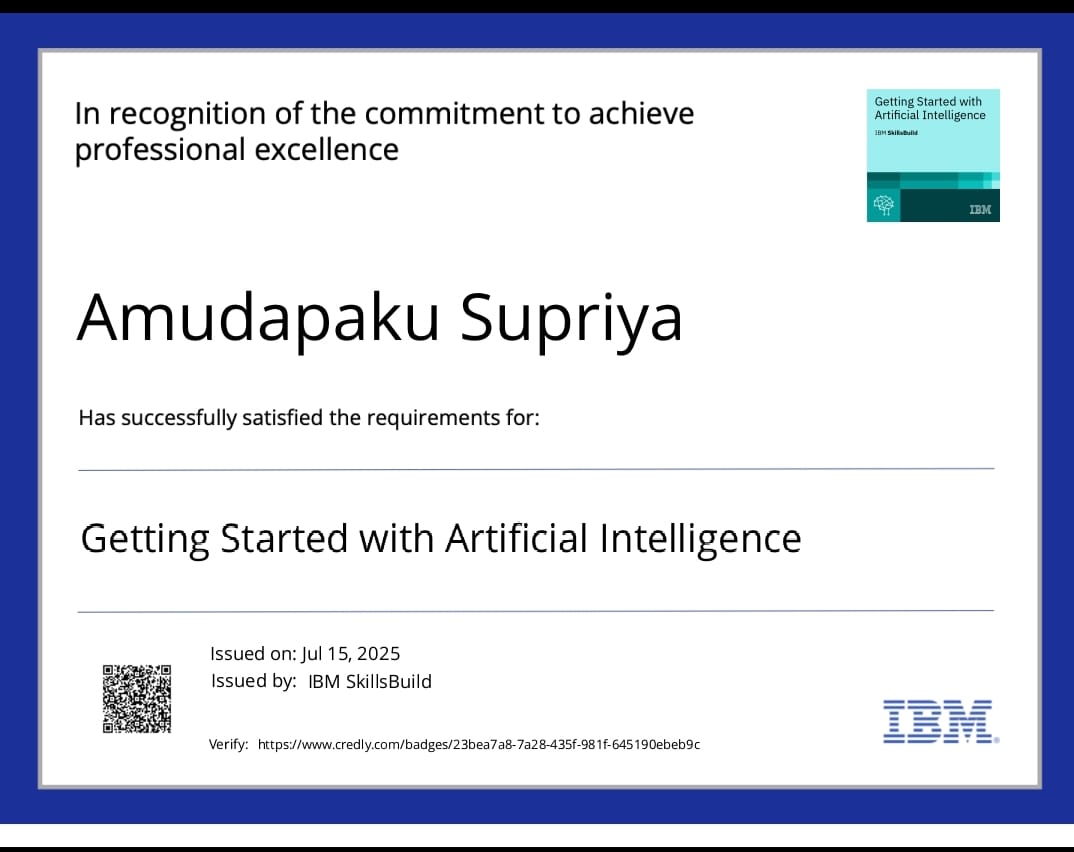 In recognition of the commitment to achieve
professional excellence
Getting Started with
Artificial Intelligence
IBM SkillsBuild
IBM
Amudapaku Supriya
Has successfully satisfied the requirements for:
Getting Started with Artificial Intelligence
Issued on: Jul 15, 2025
Issued by: IBM SkillsBuild
Verify: https://www.credly.com/badges/23bea7a8-7a28-435f-981f-645190ebeb9c
IBM®